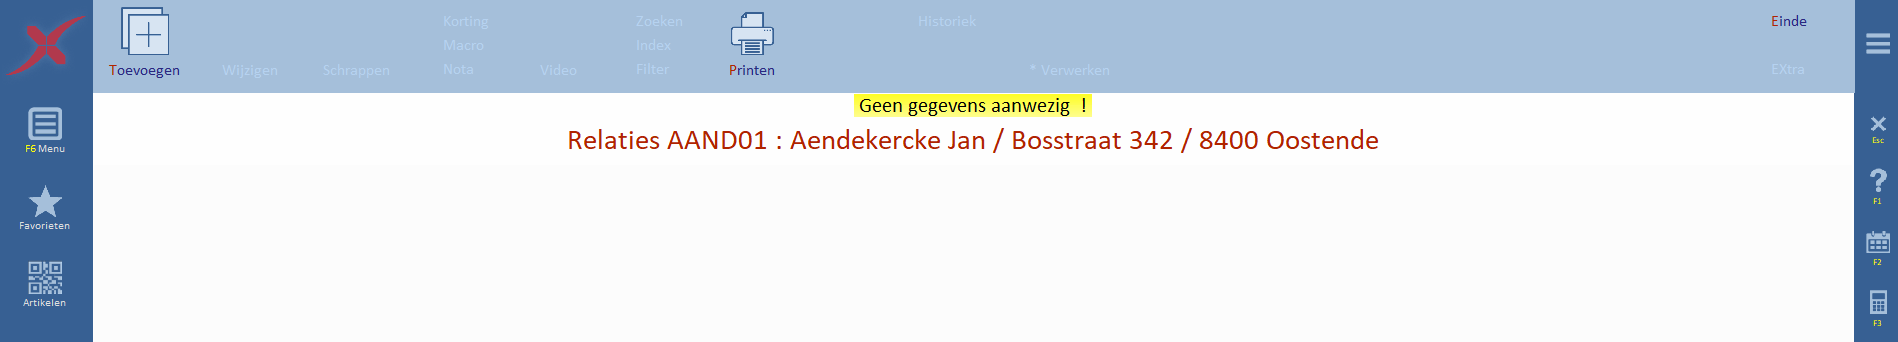 Korting Zoeken Historiek Einde
Macro Index
Toevoegen Wijzigen Schrappen Nota Video Filter Printen * Verwerken EXtra
Geen gegevens aanwezig !
Relaties AAND01 : Aendekercke Jan / Bosstraat 342 / 8400 Oostende
F6 Menu
Favorieten
Artikelen
Esc
F1
F2
F3